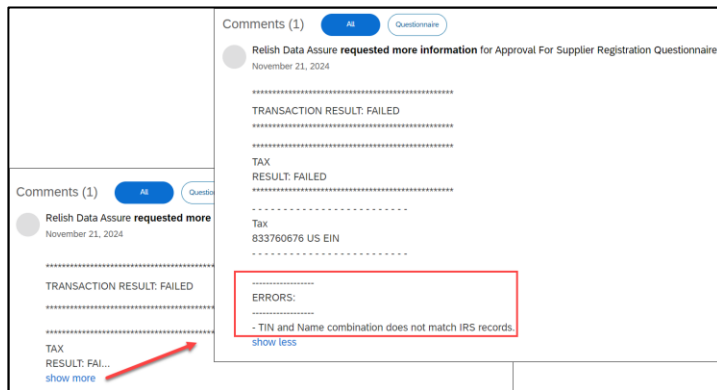 Comments (1) All Questionnaire
Relish Data Assure requested more information for Approval For Supplier Registration Questionnaire
November 21, 2024
**************************************************
TRANSACTION RESULT: FAILED
**************************************************
**************************************************
TAX
RESULT: FAILED
**************************************************
- - - - - - - - - - - - - - - - - - - - - - - - -
Tax
833760676 US EIN
- - - - - - - - - - - - - - - - - - - - - - - - -
------------------
ERRORS:
------------------
- TIN and Name combination does not match IRS records.
show less
Comments (1) All
Relish Data Assure requested more
November 21, 2024
******************************************
TRANSACTION RESULT: FAILED
******************************************
******************************************
TAX
RESULT: FAI...
show more